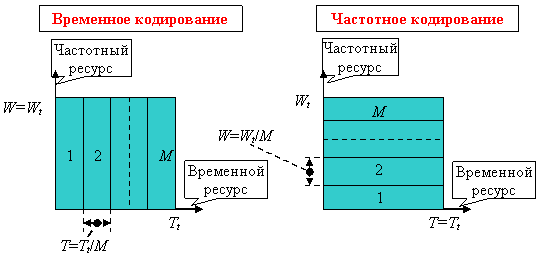 Временное кодирование
Частотный
ресурс
W=Wt
1
2
M
Временной
ресурс
Tt
T=Tt/M
Частотное кодирование
Частотный
ресурс
Wt
M
W=Wt/M
2
1
Временной
ресурс
T=Tt